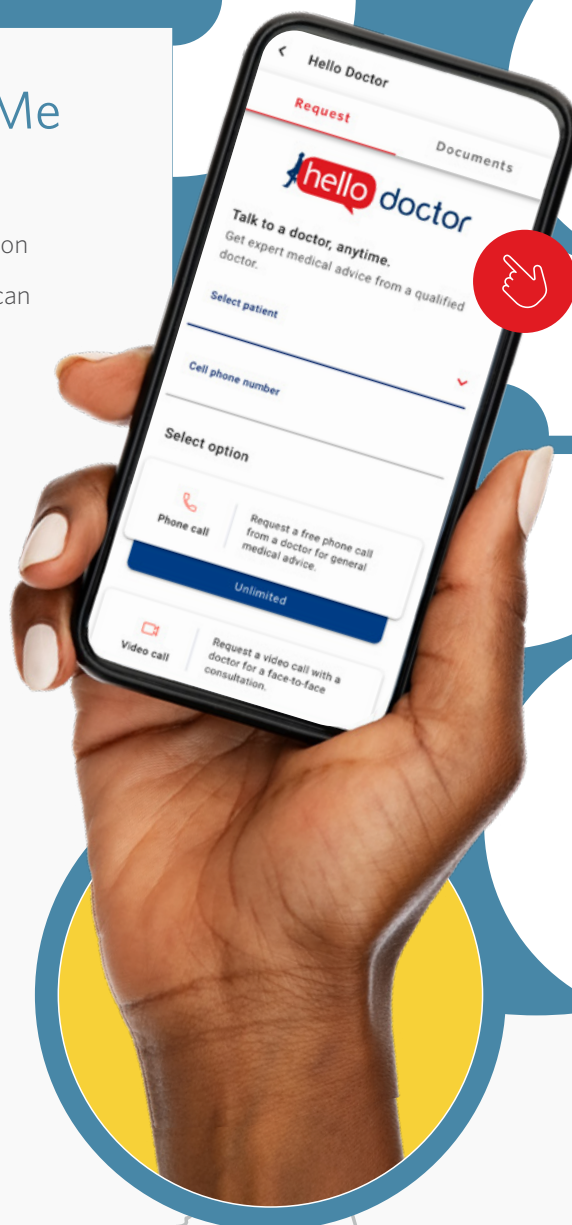 Me
on
can
Hello Doctor
Request
Documents
hello doctor
Talk to a doctor, anytime.
Get expert medical advice from a qualified
doctor.
Select patient
Cell phone number
Select option
Phone call
Request a free phone call
from a doctor for general
medical advice.
Unlimited
Video call
Request a video call with a
doctor for a face-to-face
consultation.